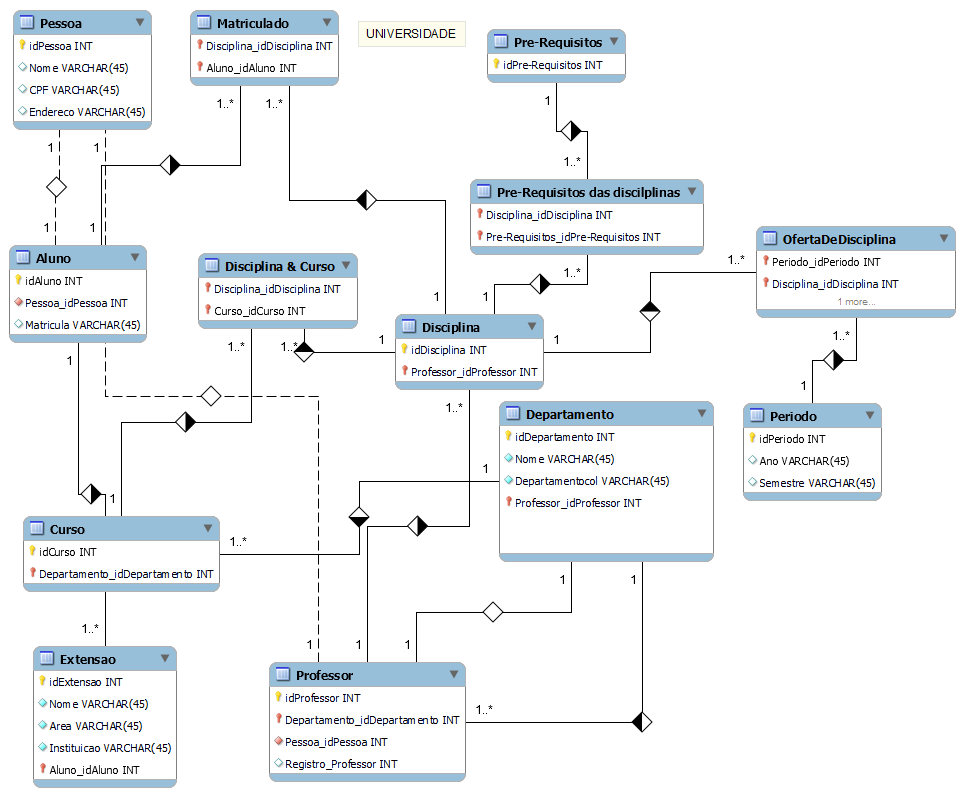 Pessoa
idPessoa INT
Nome VARCHAR(45)
CPF VARCHAR(45)
Endereco VARCHAR(45)
Matriculado
Disciplina_idDisciplina INT
Aluno_idAluno INT
UNIVERSIDADE
Pre-Requisitos
idPre-Requisitos INT
1
1
1..*
1..*
1
1..*
Pre-Requisitos das discilplinas
Disciplina_idDisciplina INT
Pre-Requisitos_idPre-Requisitos INT
1
1
Aluno
idAluno INT
Pessoa_idPessoa INT
Matricula VARCHAR(45)
Disciplina & Curso
Disciplina_idDisciplina INT
Curso_idCurso INT
1
1
1..*
1..*
OfertaDeDisciplina
Periodo_idPeriodo INT
Disciplina_idDisciplina INT
1 more...
Disciplina
idDisciplina INT
Professor_idProfessor INT
1
1..*
1..*
1
1
1..*
1
1..*
Departamento
idDepartamento INT
Nome VARCHAR(45)
Departamentocol VARCHAR(45)
Professor_idProfessor INT
Periodo
idPeriodo INT
Ano VARCHAR(45)
Semestre VARCHAR(45)
1
1
1..*
Curso
idCurso INT
Departamento_idDepartamento INT
1
1
1..*
1
1
1
Extensao
idExtensao INT
Nome VARCHAR(45)
Area VARCHAR(45)
Instituicao VARCHAR(45)
Aluno_idAluno INT
Professor
idProfessor INT
Departamento_idDepartamento INT
Pessoa_idPessoa INT
Registro_Professor INT
1..*